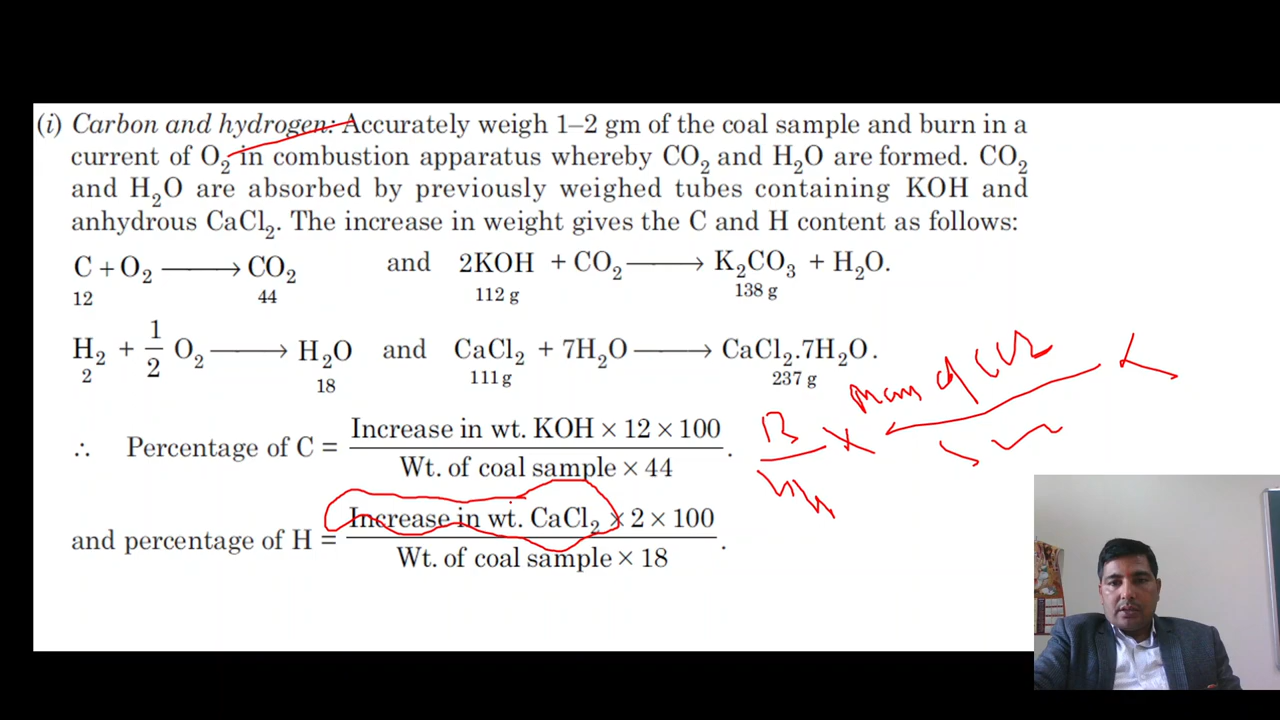 (i) Carbon and hydrogen: Accurately weigh 1–2 gm of the coal sample and burn in a
current of O₂ in combustion apparatus whereby CO₂ and H₂O are formed. CO₂
and H₂O are absorbed by previously weighed tubes containing KOH and
anhydrous CaCl₂. The increase in weight gives the C and H content as follows:
C + O₂ ⟶ CO₂ and 2KOH + CO₂ ⟶ K₂CO₃ + H₂O.
12 44 112 g 138 g
H₂ + 1/2 O₂ ⟶ H₂O and CaCl₂ + 7H₂O ⟶ CaCl₂.7H₂O.
2 18 111 g 237 g
∴ Percentage of C = Increase in wt. KOH × 12 × 100 / Wt. of coal sample × 44 .
and percentage of H = Increase in wt. CaCl₂ × 2 × 100 / Wt. of coal sample × 18 .